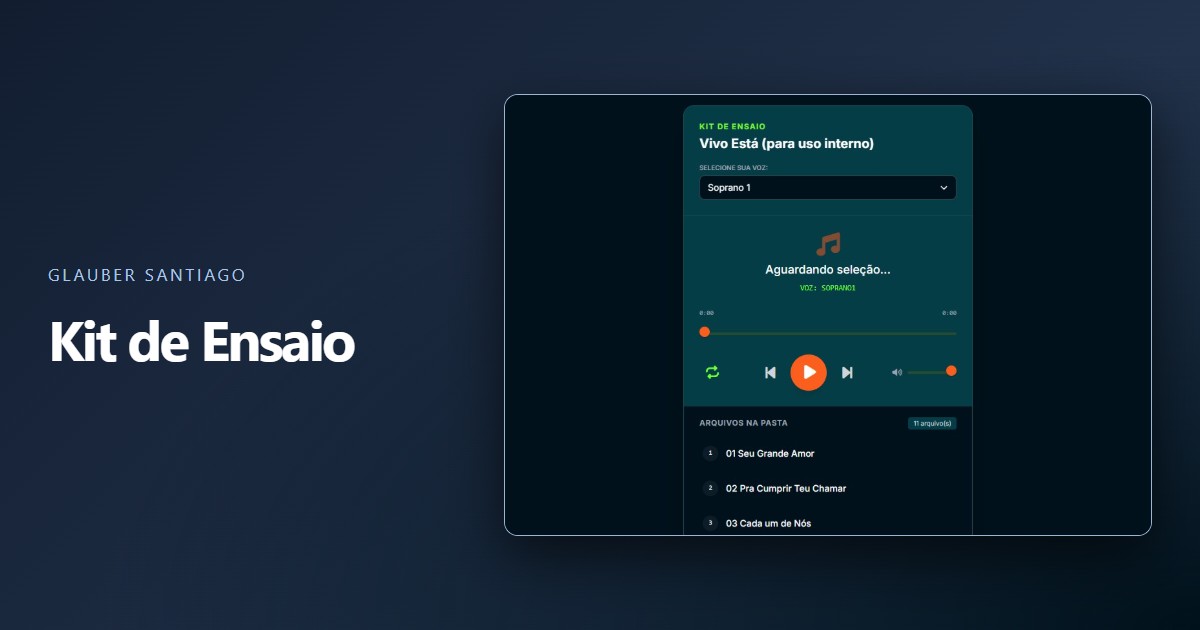 GLAUBER SANTIAGO
Kit de Ensaio
KIT DE ENSAIO
Vivo Está (para uso interno)
SELECIONE SUA VOZ:
Soprano 1
Aguardando seleção...
VOZ: SOPRANO1
0:00 0:00
ARQUIVOS NA PASTA 11 arquivo(s)
1 01 Seu Grande Amor
2 02 Pra Cumprir Teu Chamar
3 03 Cada um de Nós